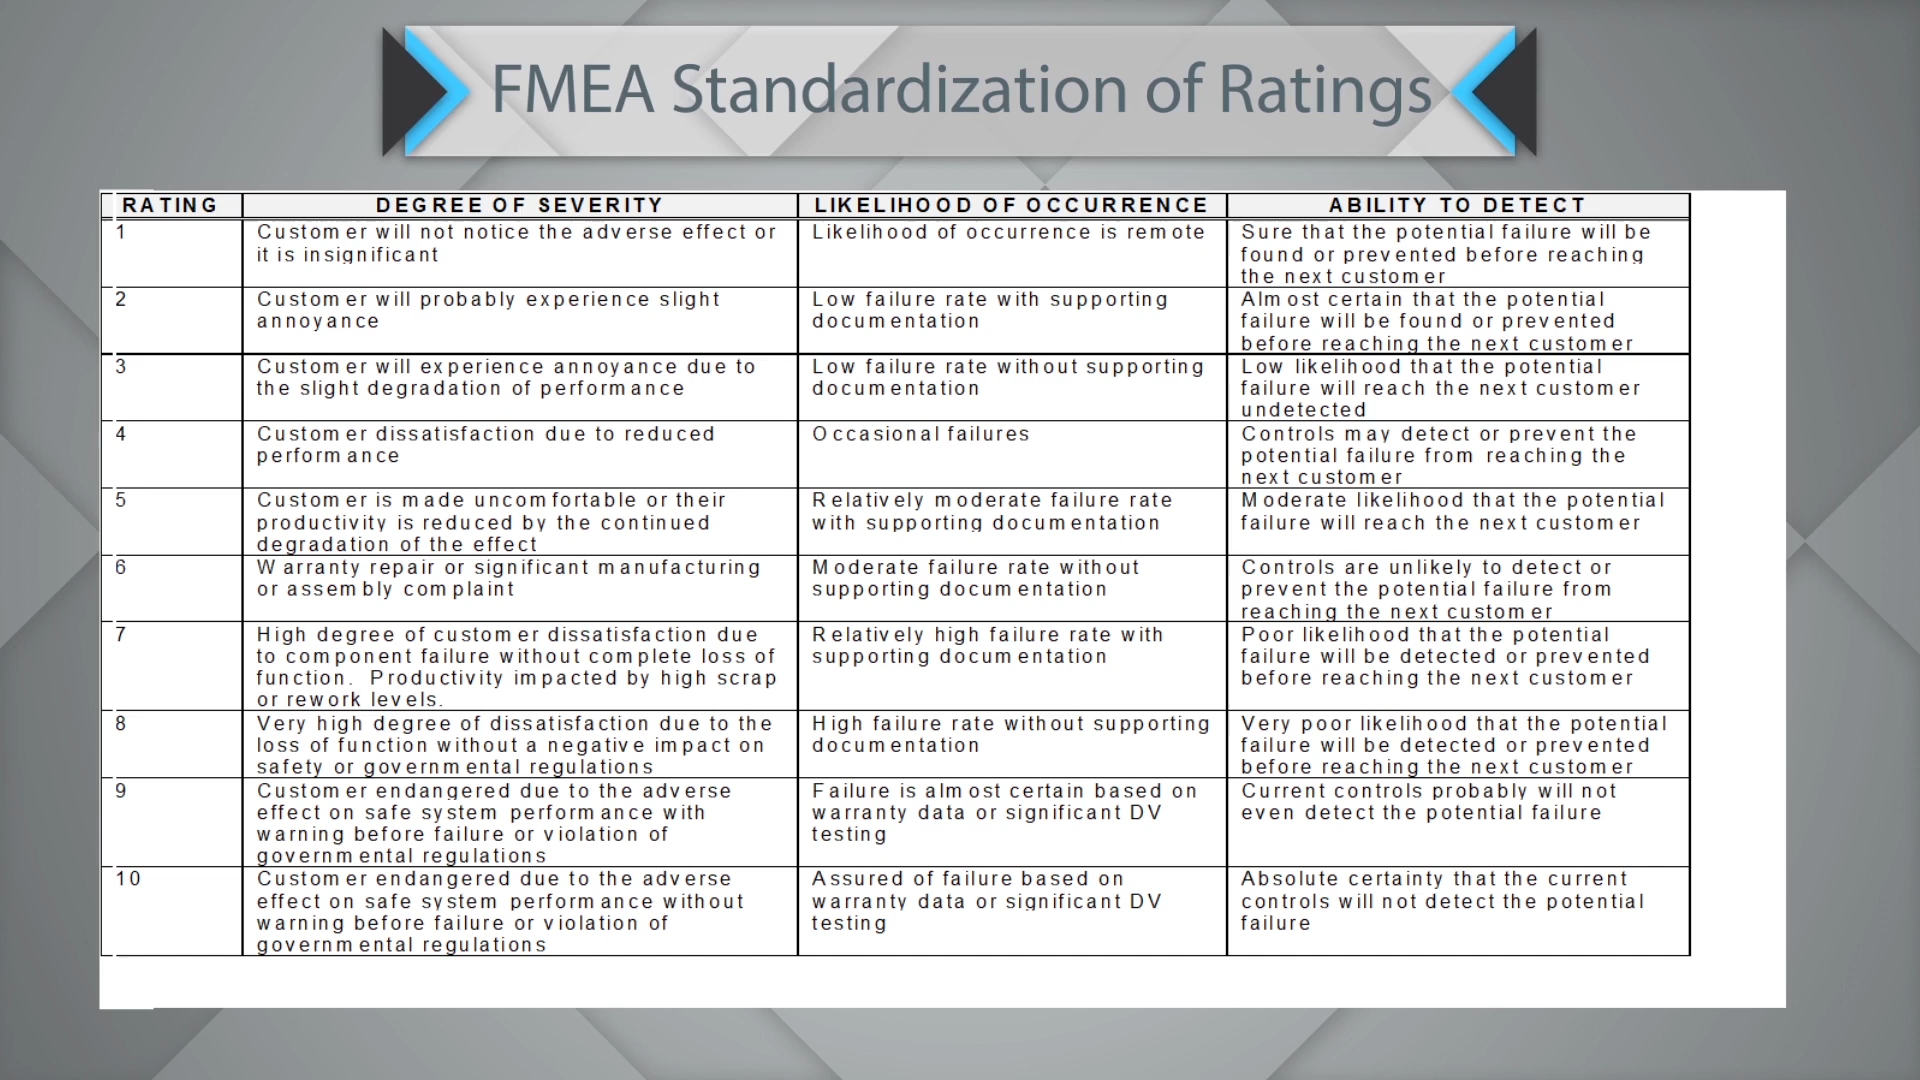 FMEA Standardization of Ratings
RATING DEGREE OF SEVERITY LIKELIHOOD OF OCCURRENCE ABILITY TO DETECT
1
Customer will not notice the adverse effect or
it is insignificant
Likelihood of occurrence is remote
Sure that the potential failure will be
found or prevented before reaching
the next customer
2
Customer will probably experience slight
annoyance
Low failure rate with supporting
documentation
Almost certain that the potential
failure will be found or prevented
before reaching the next customer
3
Customer will experience annoyance due to
the slight degradation of performance
Low failure rate without supporting
documentation
Low likelihood that the potential
failure will reach the next customer
undetected
4
Customer dissatisfaction due to reduced
performance
Occasional failures
Controls may detect or prevent the
potential failure from reaching the
next customer
5
Customer is made uncomfortable or their
productivity is reduced by the continued
degradation of the effect
Relatively moderate failure rate
with supporting documentation
Moderate likelihood that the potential
failure will reach the next customer
6
Warranty repair or significant manufacturing
or assembly complaint
Moderate failure rate without
supporting documentation
Controls are unlikely to detect or
prevent the potential failure from
reaching the next customer
7
High degree of customer dissatisfaction due
to component failure without complete loss of
function. Productivity impacted by high scrap
or rework levels.
Relatively high failure rate with
supporting documentation
Poor likelihood that the potential
failure will be detected or prevented
before reaching the next customer
8
Very high degree of dissatisfaction due to the
loss of function without a negative impact on
safety or governmental regulations
High failure rate without supporting
documentation
Very poor likelihood that the potential
failure will be detected or prevented
before reaching the next customer
9
Customer endangered due to the adverse
effect on safe system performance with
warning before failure or violation of
governmental regulations
Failure is almost certain based on
warranty data or significant DV
testing
Current controls probably will not
even detect the potential failure
10
Customer endangered due to the adverse
effect on safe system performance without
warning before failure or violation of
governmental regulations
Assured of failure based on
warranty data or significant DV
testing
Absolute certainty that the current
controls will not detect the potential
failure